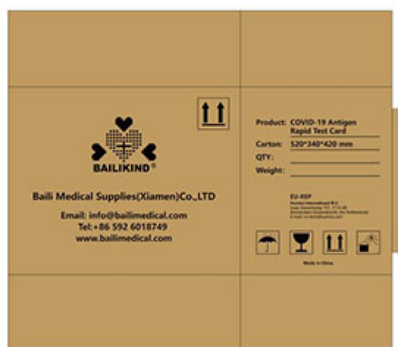 BAILIKIND®
Baili Medical Supplies(Xiamen)Co.,LTD
Email: info@bailimedical.com
Tel:+86 592 6018749
www.bailimedical.com
Product: COVID-19 Antigen
Rapid Test Card
Carton: 520*340*420 mm
QTY:
Weight:
EU-REP
Made in China